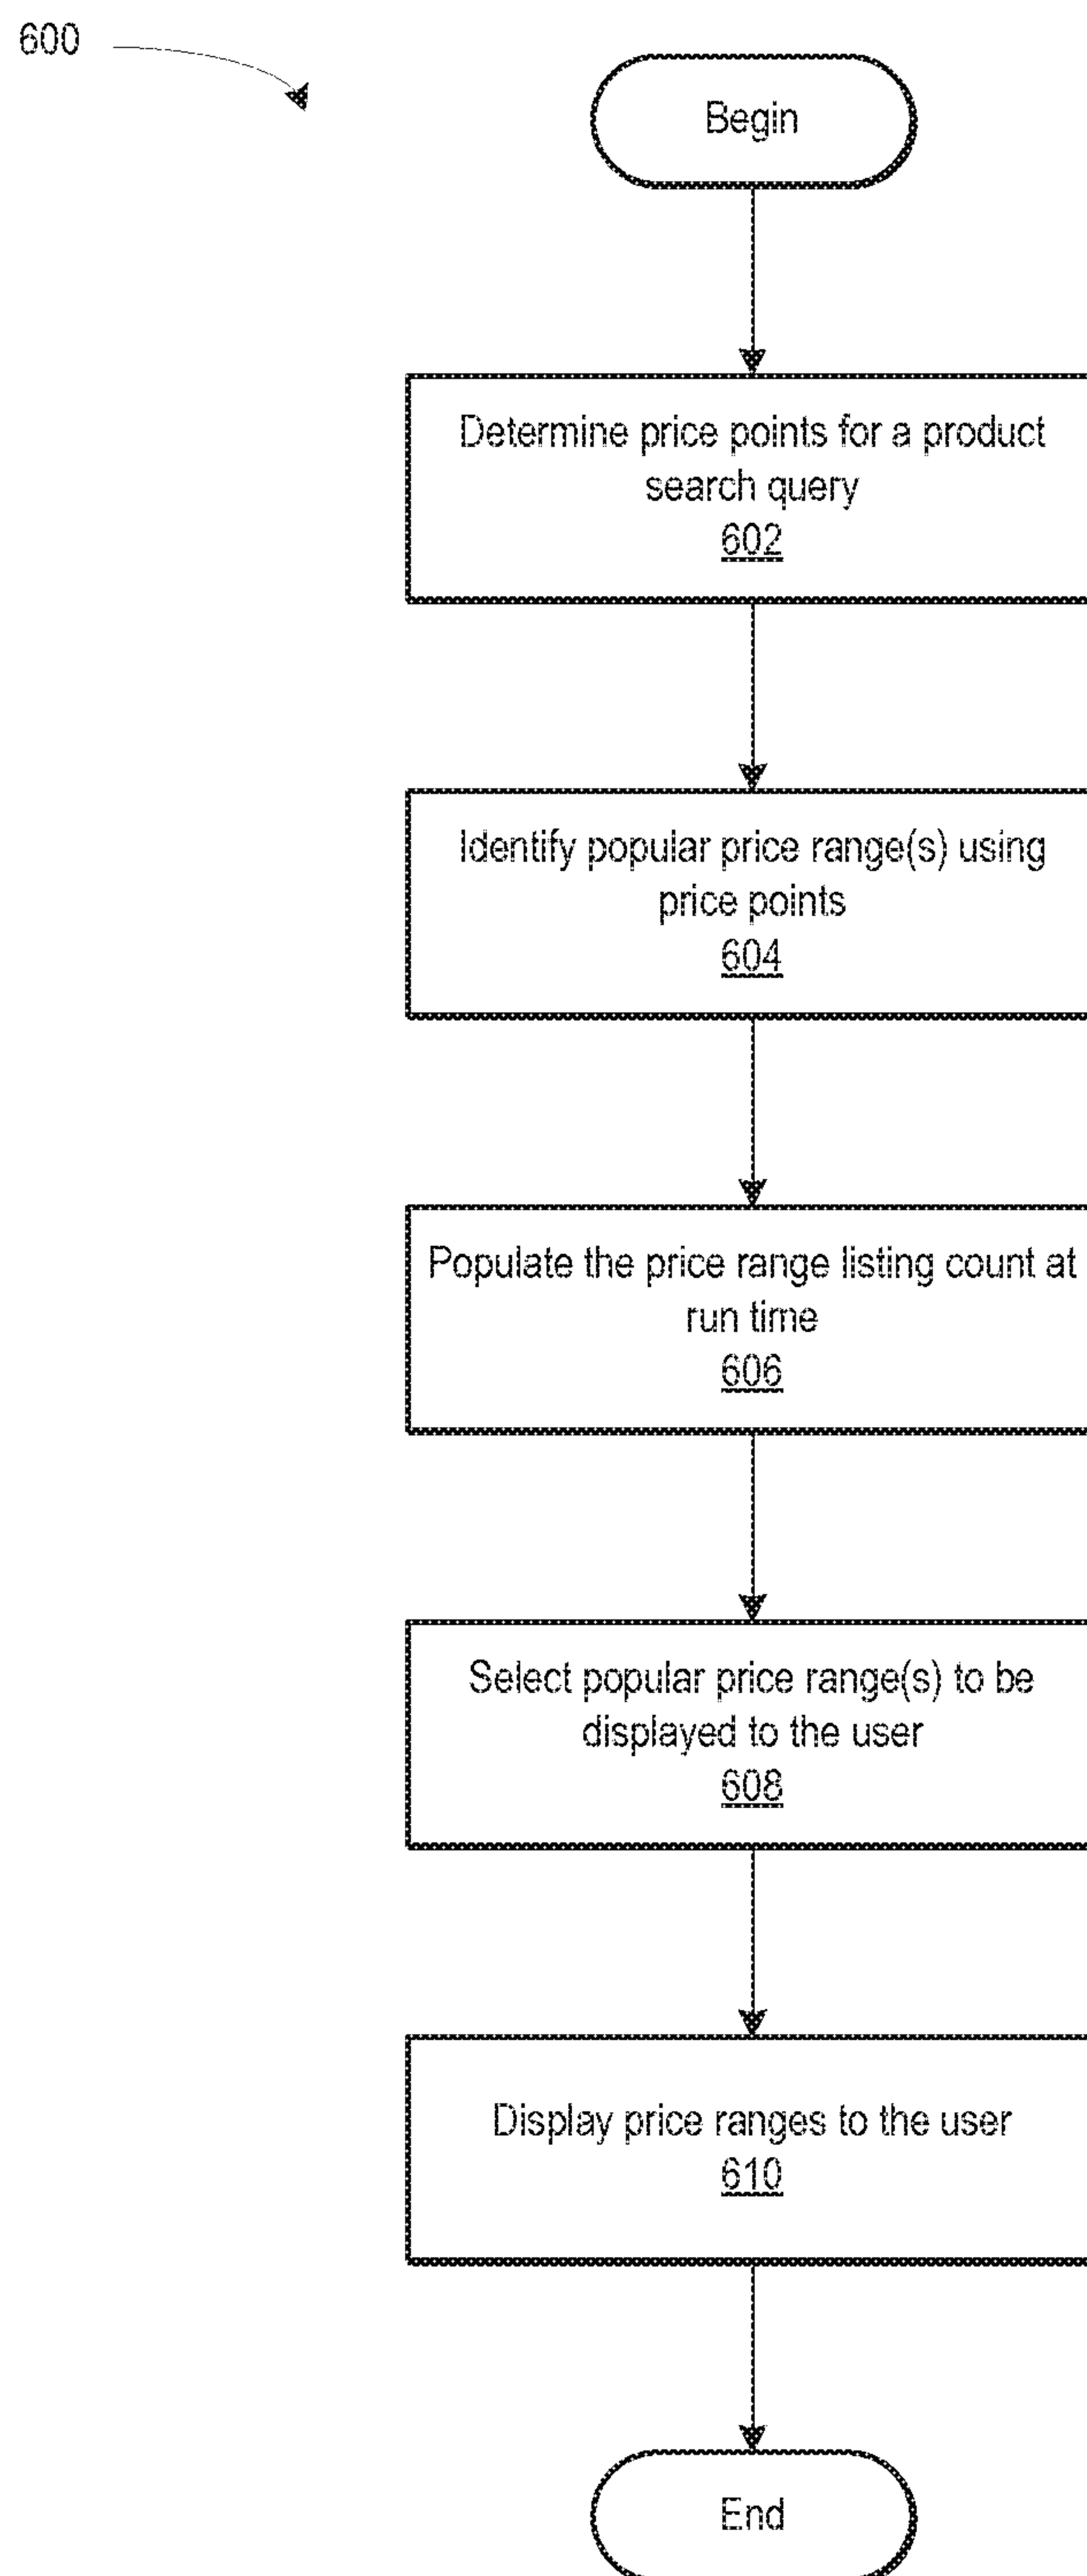 600
Begin
Determine price points for a product
search query
602
Identify popular price range(s) using
price points
604
Populate the price range listing count at
run time
606
Select popular price range(s) to be
displayed to the user
608
Display price ranges to the user
610
End